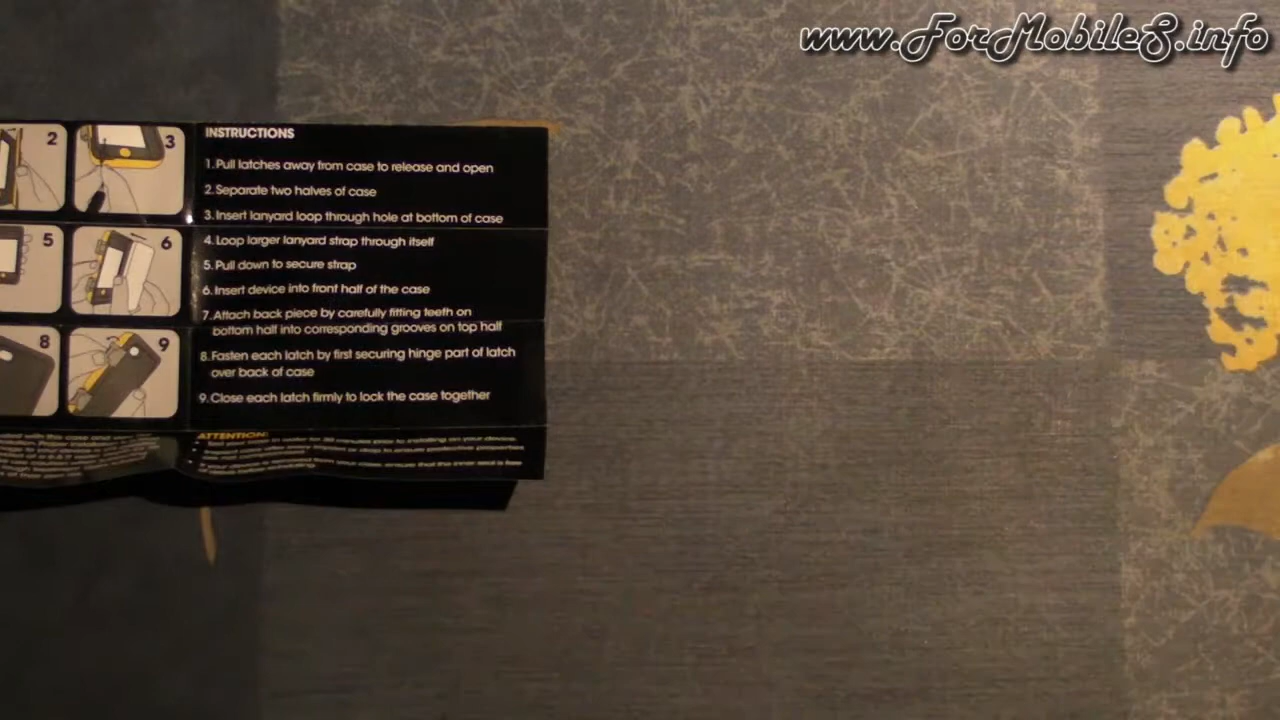 www.ForMobileS.info
2
3
5
6
8
9
INSTRUCTIONS
1. Pull latches away from case to release and open
2. Separate two halves of case
3. Insert lanyard loop through hole at bottom of case
4. Loop larger lanyard strap through itself
5. Pull down to secure strap
6. Insert device into front half of the case
7. Attach back piece by carefully fitting teeth on
bottom half into corresponding grooves on top half
8. Fasten each latch by first securing hinge part of latch
over back of case
9. Close each latch firmly to lock the case together
ATTENTION: